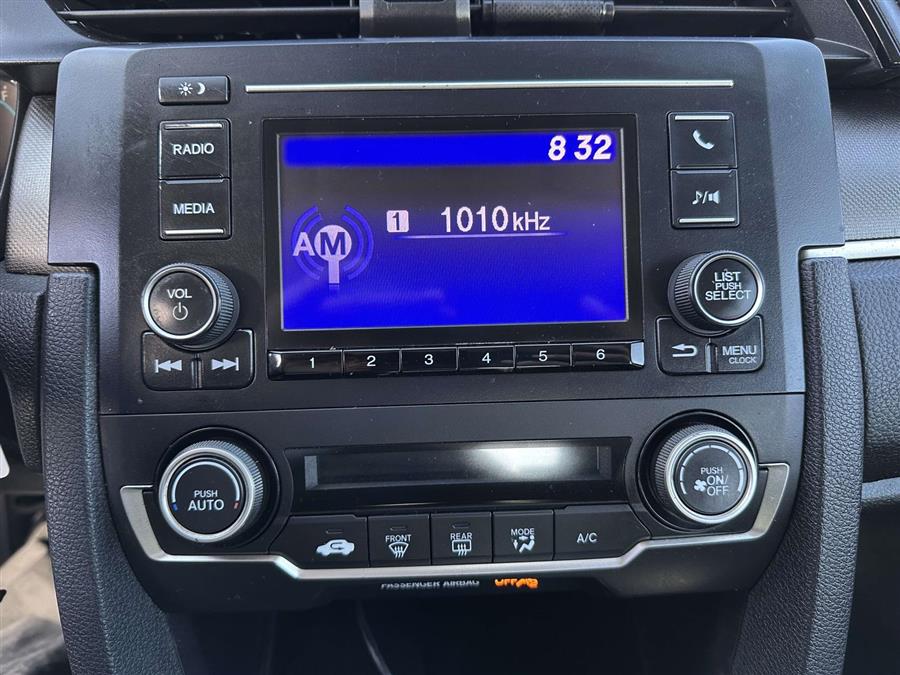 RADIO
MEDIA
VOL
8 32
AM
1 1010 kHz
LIST
PUSH
SELECT
MENU
CLOCK
1 2 3 4 5 6
PUSH
AUTO
FRONT
REAR
MODE
A/C
PUSH
ON/
OFF
PASSENGER AIRBAG OFF